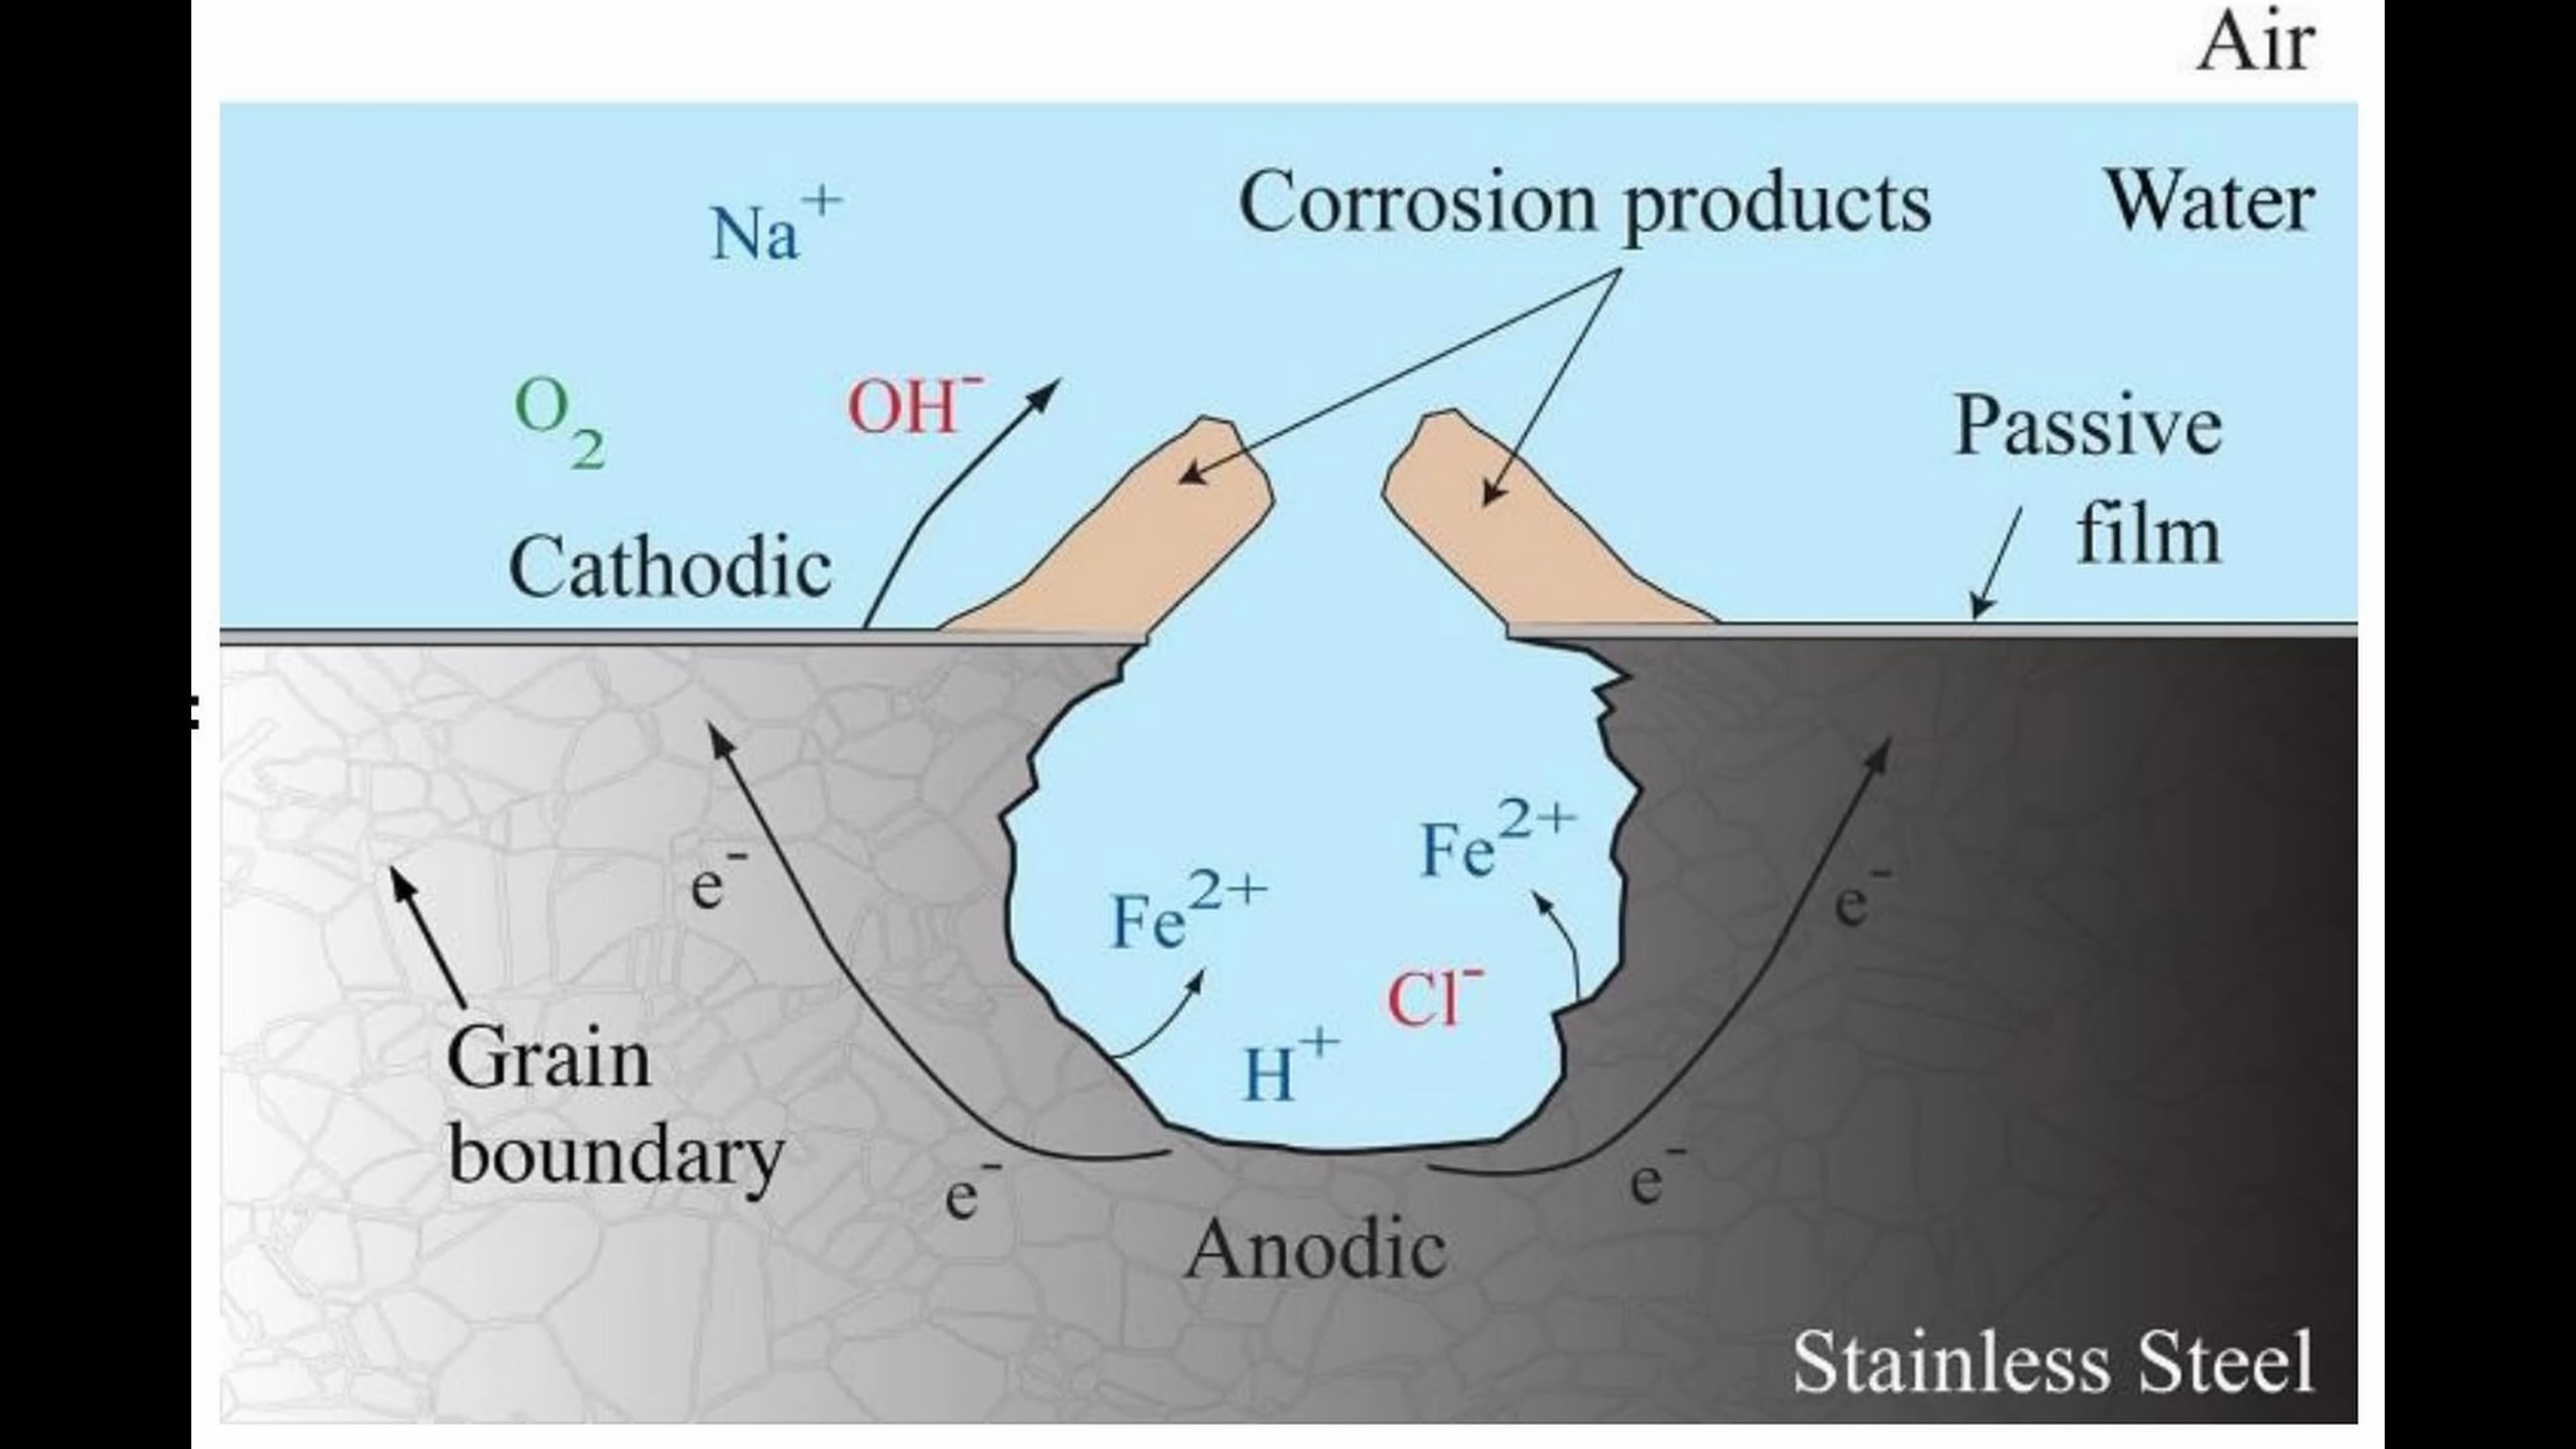 Air
Water
Corrosion products
Na⁺
O₂
OH⁻
Passive
film
Cathodic
Fe²⁺
Fe²⁺
e⁻
e⁻
Cl⁻
H⁺
Grain
boundary
e⁻
e⁻
Anodic
Stainless Steel